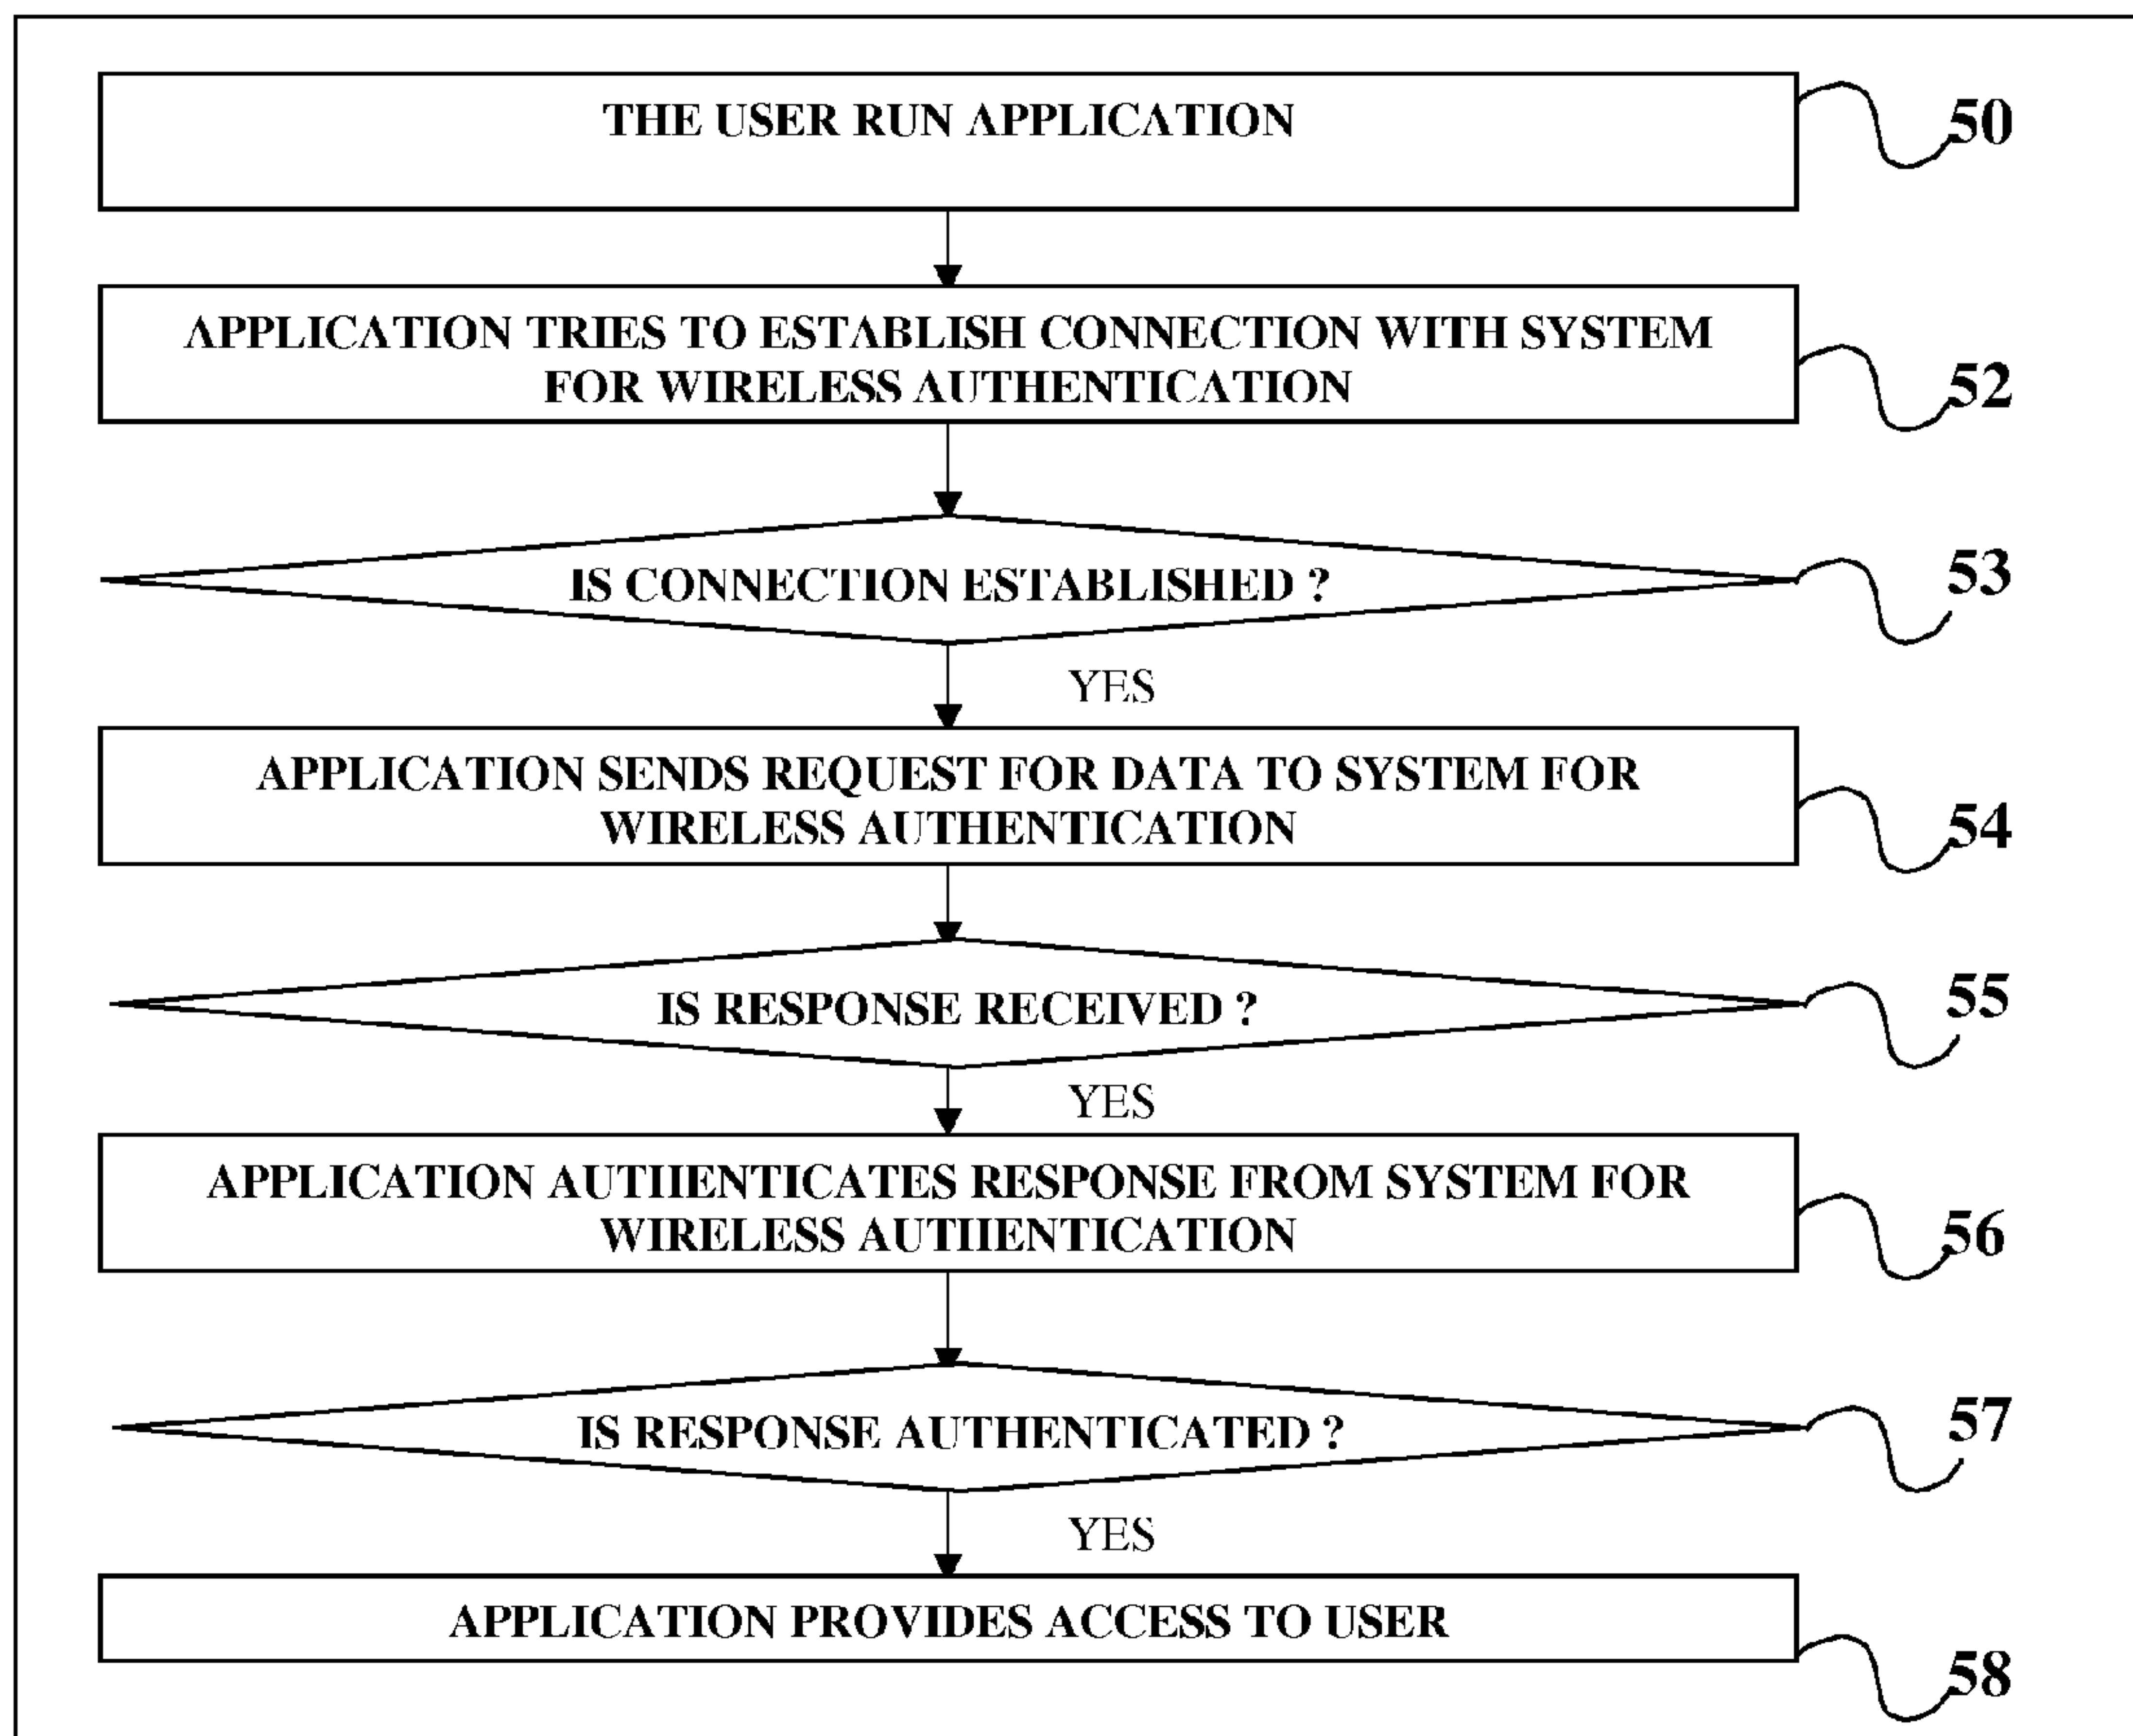 THE USER RUN APPLICATION
50
APPLICATION TRIES TO ESTABLISH CONNECTION WITH SYSTEM
FOR WIRELESS AUTHENTICATION
52
IS CONNECTION ESTABLISHED ?
53
YES
APPLICATION SENDS REQUEST FOR DATA TO SYSTEM FOR
WIRELESS AUTHENTICATION
54
IS RESPONSE RECEIVED ?
55
YES
APPLICATION AUTHENTICATES RESPONSE FROM SYSTEM FOR
WIRELESS AUTHENTICATION
56
IS RESPONSE AUTHENTICATED ?
57
YES
APPLICATION PROVIDES ACCESS TO USER
58